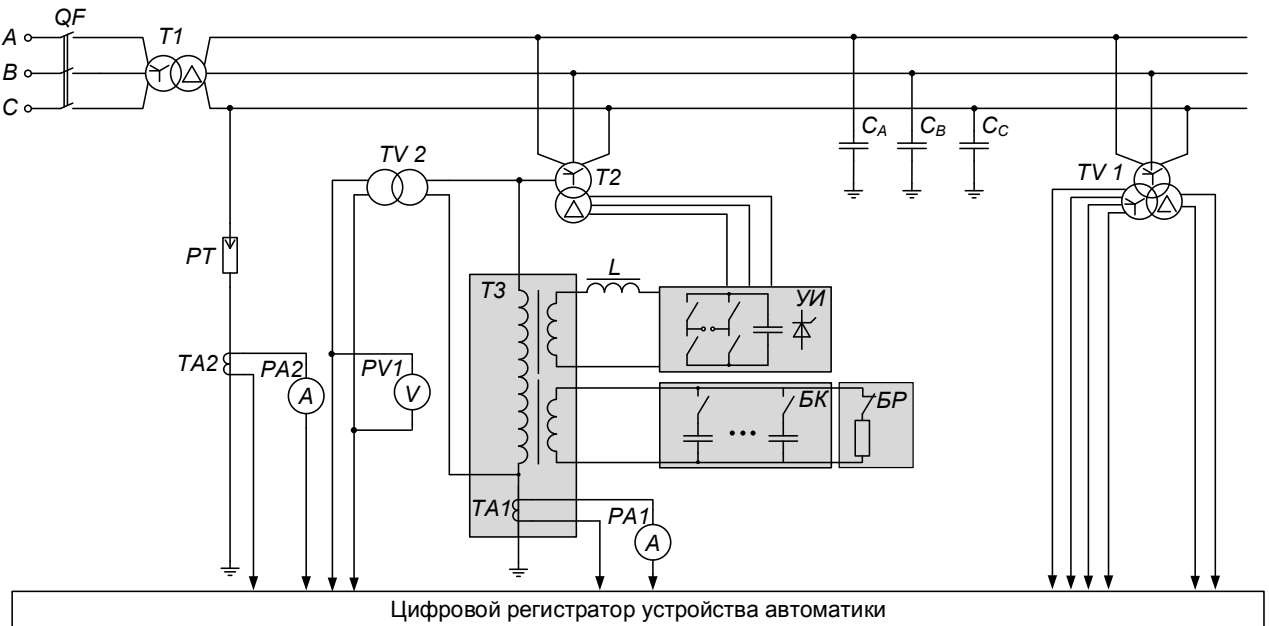 QF
A
T1
B
C
C_A
C_B
C_C
TV 2
T2
TV 1
РТ
T3
L
УИ
TA2
PA2
A
PV1
V
БК
БР
TA1
PA1
A
Цифровой регистратор устройства автоматики